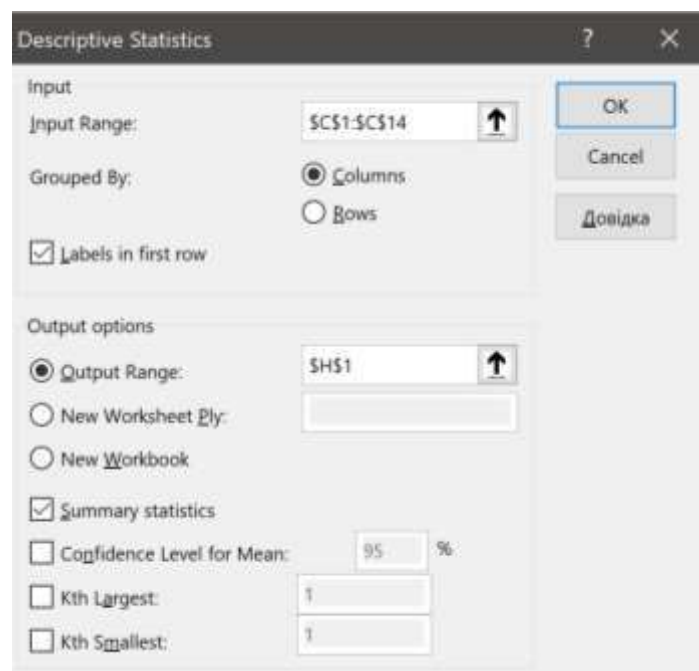 Descriptive Statistics ? ×
Input
Input Range: $C$1:$C$14
OK
Cancel
Grouped By: Columns
Rows
Довідка
Labels in first row
Output options
Output Range: $H$1
New Worksheet Ply:
New Workbook
Summary statistics
Confidence Level for Mean: 95 %
Kth Largest: 1
Kth Smallest: 1